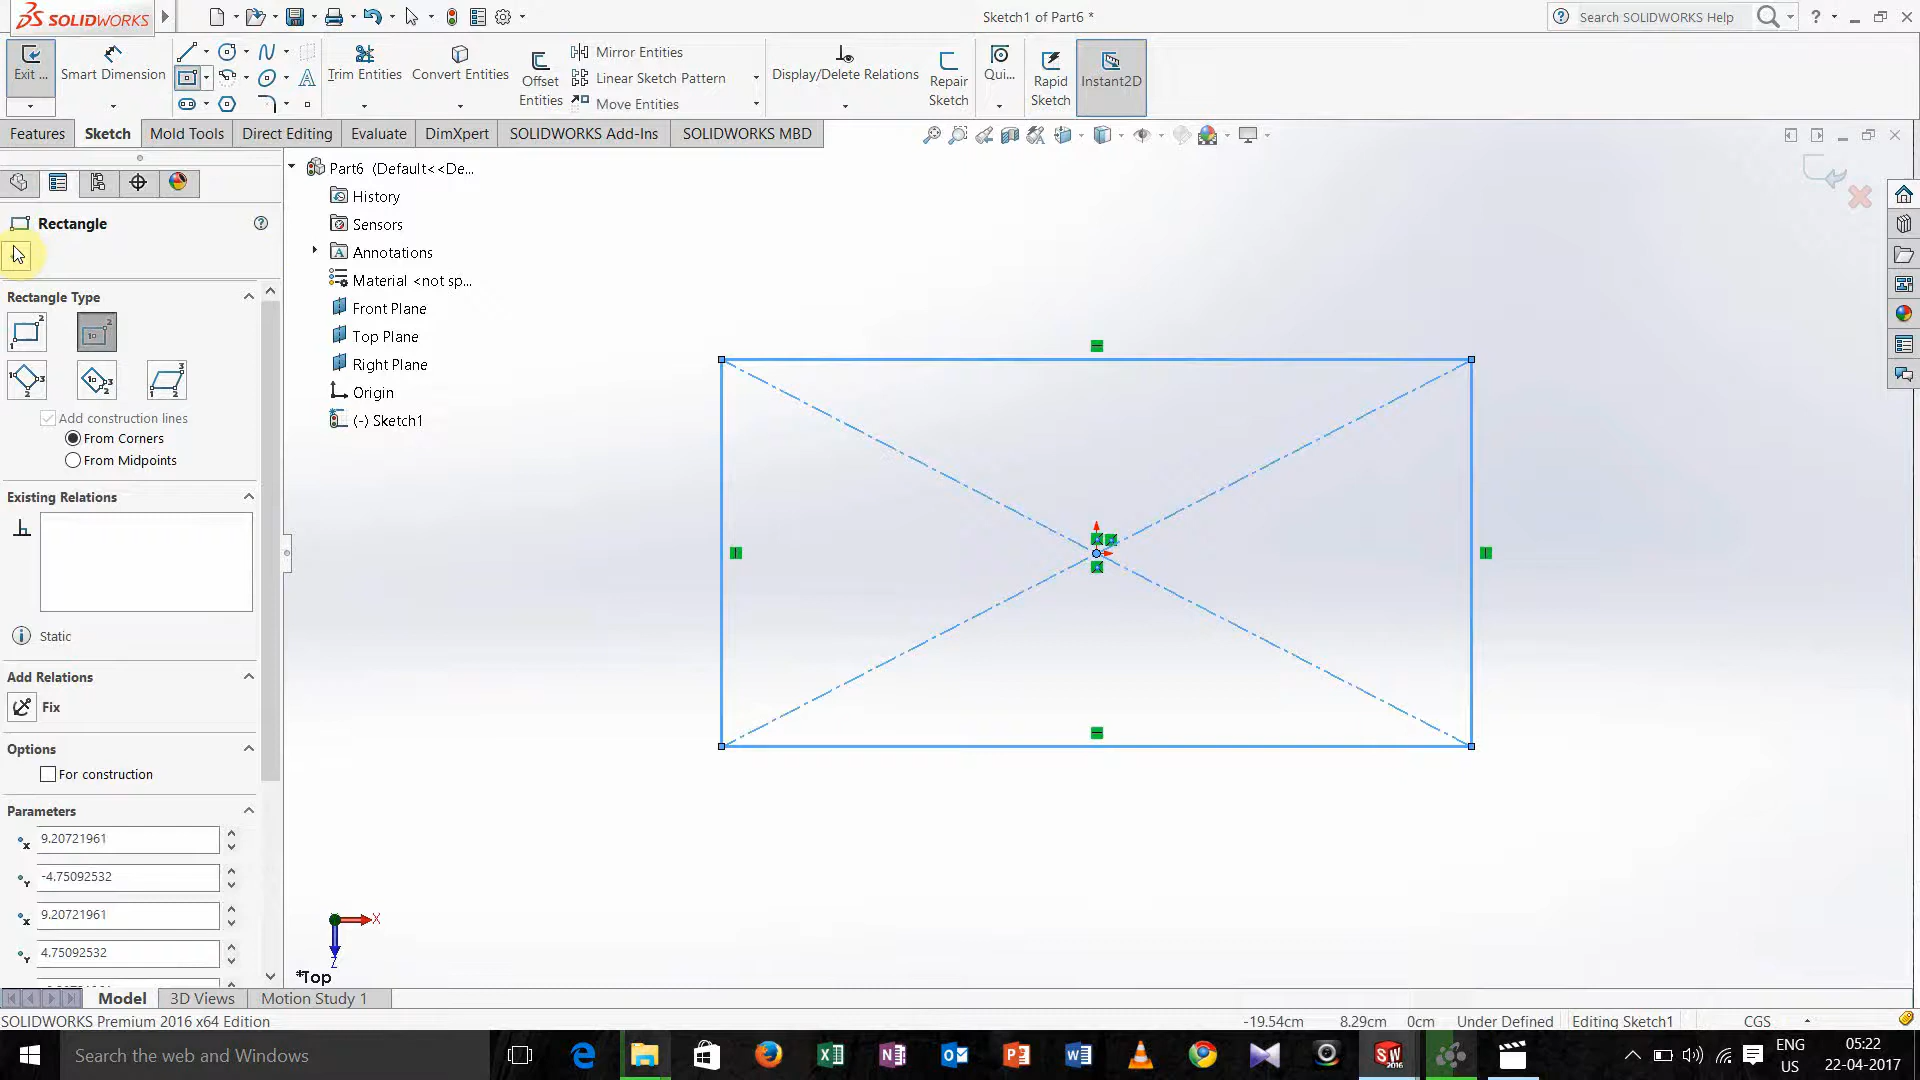 SOLIDWORKS
Sketch1 of Part6 *
Search SOLIDWORKS Help
Exit ...
Smart Dimension
Trim Entities
Convert Entities
Offset
Entities
Mirror Entities
Linear Sketch Pattern
Move Entities
Display/Delete Relations
Repair
Sketch
Qui...
Rapid
Sketch
Instant2D
Features
Sketch
Mold Tools
Direct Editing
Evaluate
DimXpert
SOLIDWORKS Add-Ins
SOLIDWORKS MBD
Rectangle
Rectangle Type
Add construction lines
From Corners
From Midpoints
Existing Relations
Static
Add Relations
Fix
Options
For construction
Parameters
9.20721961
-4.75092532
9.20721961
4.75092532
Part6 (Default<<De...
History
Sensors
Annotations
Material <not sp...
Front Plane
Top Plane
Right Plane
Origin
(-) Sketch1
X
Z
*Top
Model
3D Views
Motion Study 1
SOLIDWORKS Premium 2016 x64 Edition
-19.54cm
8.29cm
0cm
Under Defined
Editing Sketch1
CGS
Search the web and Windows
ENG
US
05:22
22-04-2017